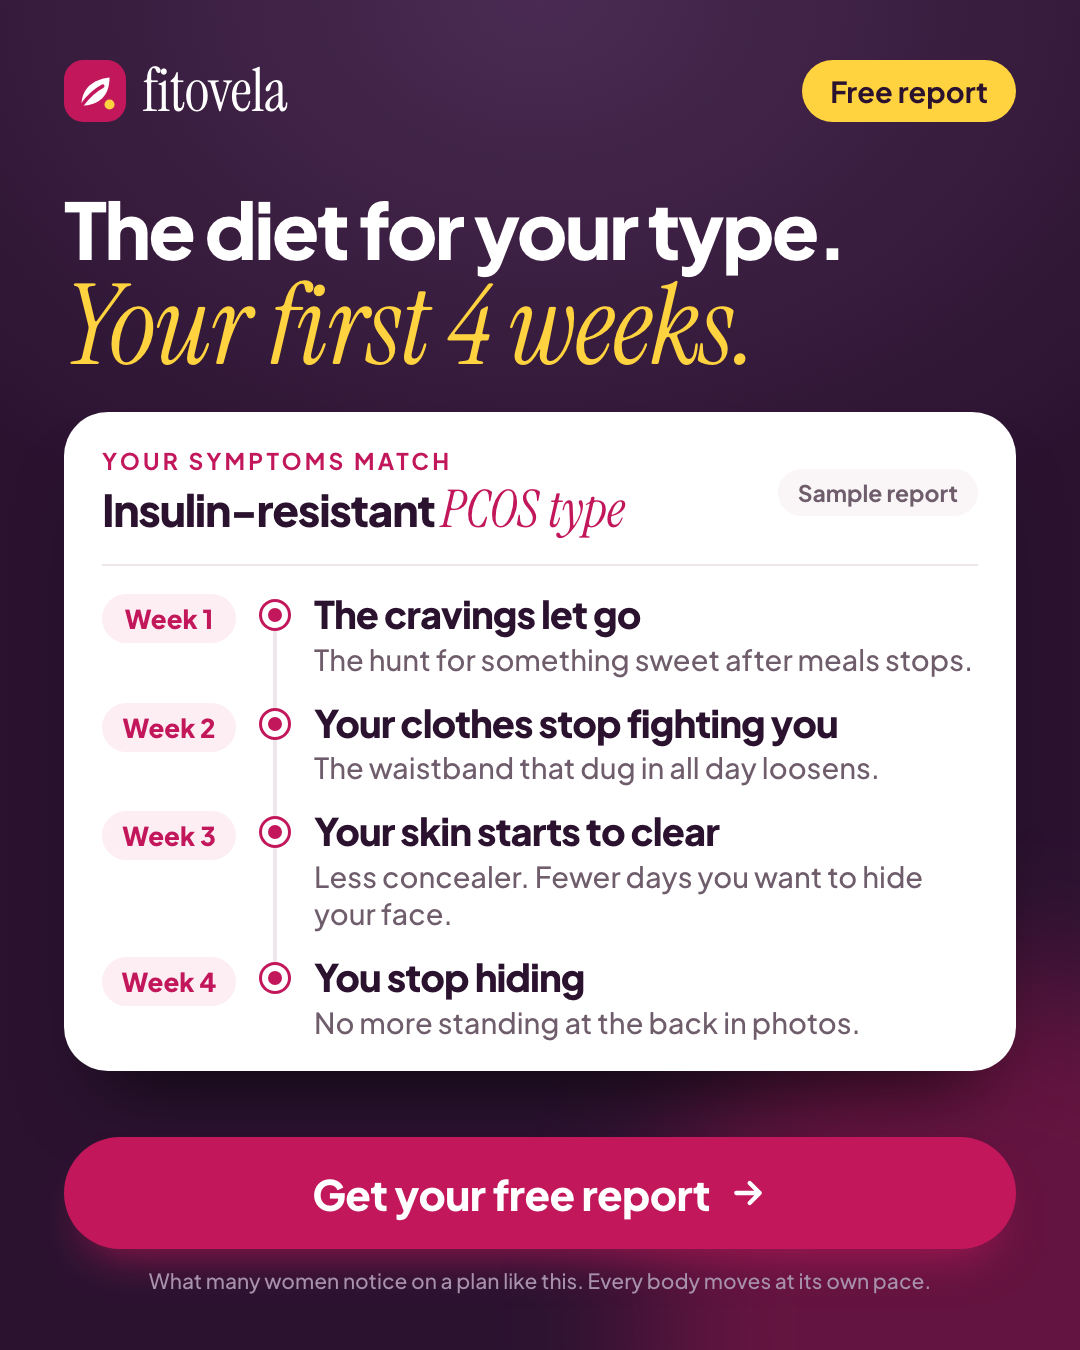 fitovela
Free report
The diet for your type.
Your first 4 weeks.
YOUR SYMPTOMS MATCH
Insulin-resistant PCOS type
Sample report
Week 1
The cravings let go
The hunt for something sweet after meals stops.
Week 2
Your clothes stop fighting you
The waistband that dug in all day loosens.
Week 3
Your skin starts to clear
Less concealer. Fewer days you want to hide
your face.
Week 4
You stop hiding
No more standing at the back in photos.
Get your free report →
What many women notice on a plan like this. Every body moves at its own pace.